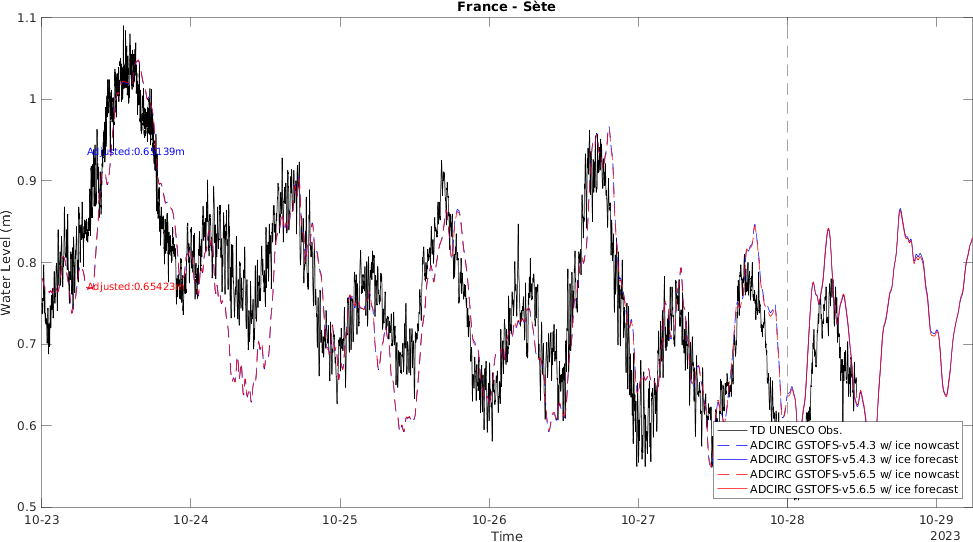 France - Sète
Water Level (m)
1.1
1
0.9
0.8
0.7
0.6
0.5
Adjusted:0.65139m
Adjusted:0.65423
TD UNESCO Obs.
ADCIRC GSTOFS-v5.4.3 w/ ice nowcast
ADCIRC GSTOFS-v5.4.3 w/ ice forecast
ADCIRC GSTOFS-v5.6.5 w/ ice nowcast
ADCIRC GSTOFS-v5.6.5 w/ ice forecast
10-23 10-24 10-25 10-26 10-27 10-28 10-29
Time
2023